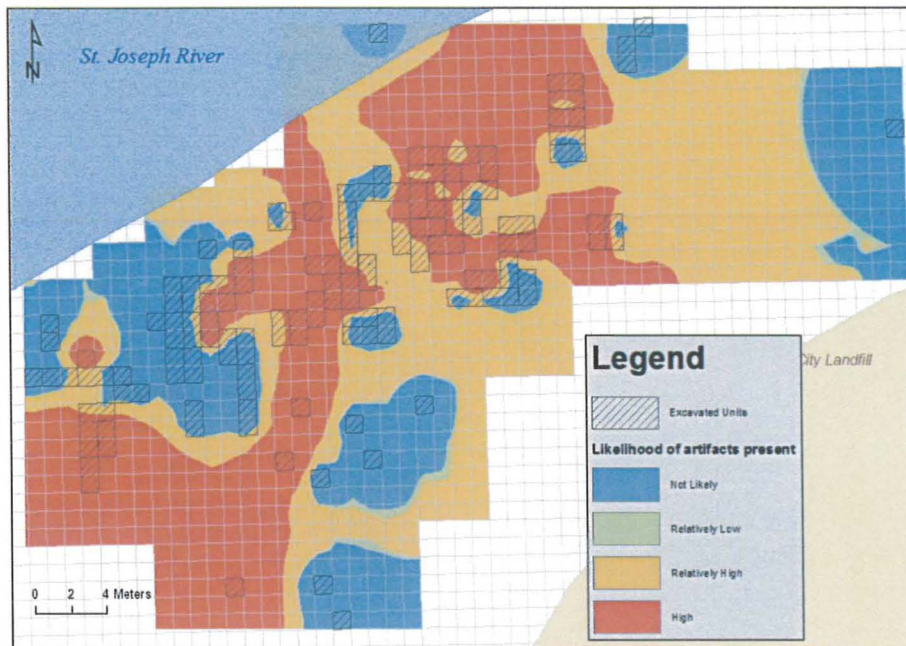 St. Joseph River
N
City Landfill
Legend
Excavated Units
Likelihood of artifacts present
Not Likely
Relatively Low
Relatively High
High
0 2 4 Meters